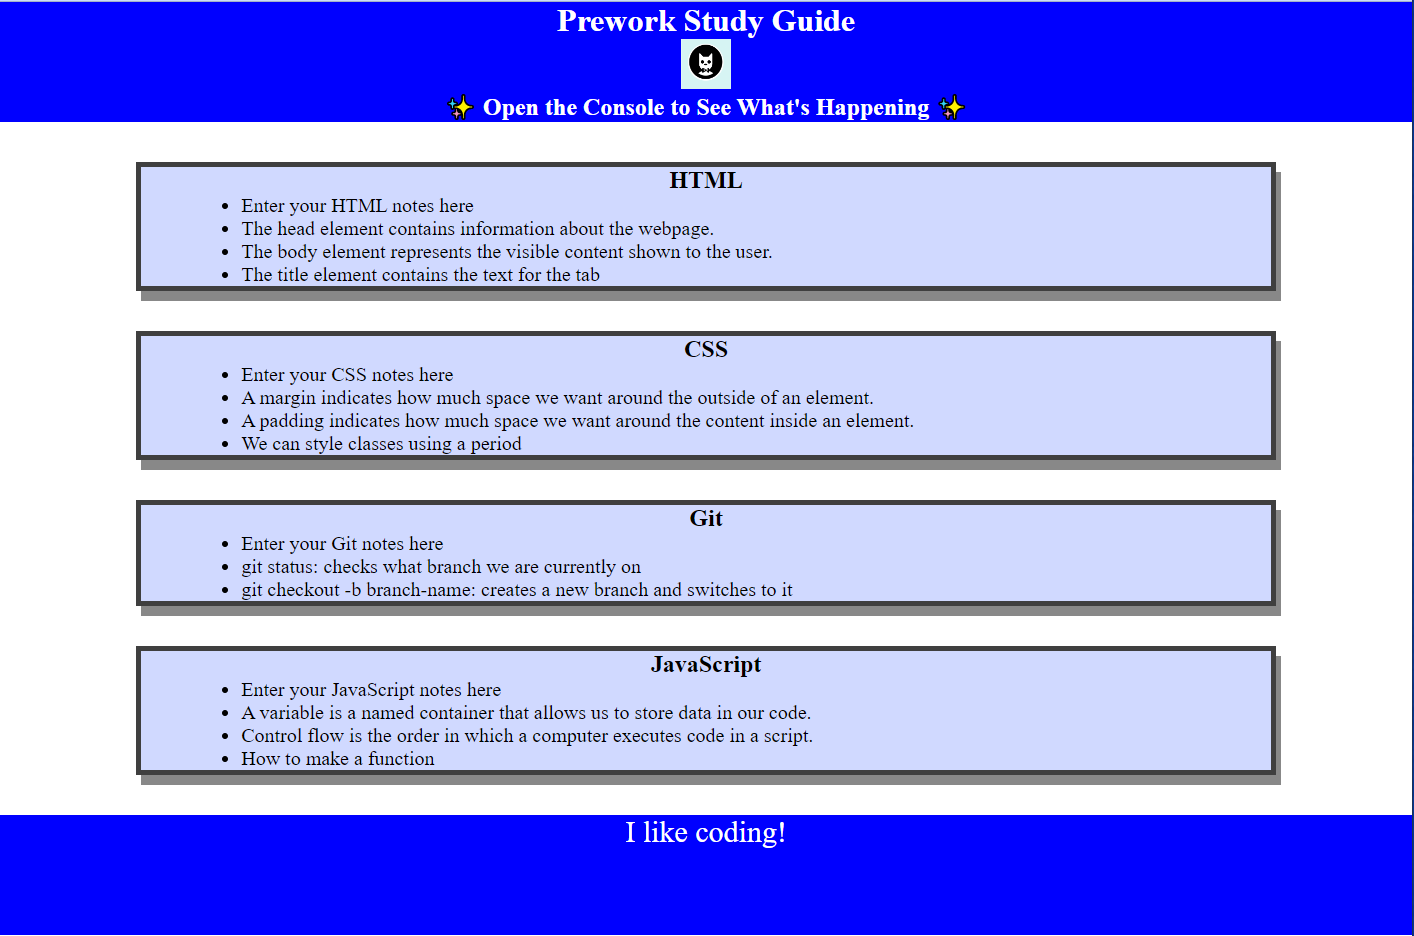 Prework Study Guide
✨ Open the Console to See What's Happening ✨
HTML
• Enter your HTML notes here
• The head element contains information about the webpage.
• The body element represents the visible content shown to the user.
• The title element contains the text for the tab
CSS
• Enter your CSS notes here
• A margin indicates how much space we want around the outside of an element.
• A padding indicates how much space we want around the content inside an element.
• We can style classes using a period
Git
• Enter your Git notes here
• git status: checks what branch we are currently on
• git checkout -b branch-name: creates a new branch and switches to it
JavaScript
• Enter your JavaScript notes here
• A variable is a named container that allows us to store data in our code.
• Control flow is the order in which a computer executes code in a script.
• How to make a function
I like coding!